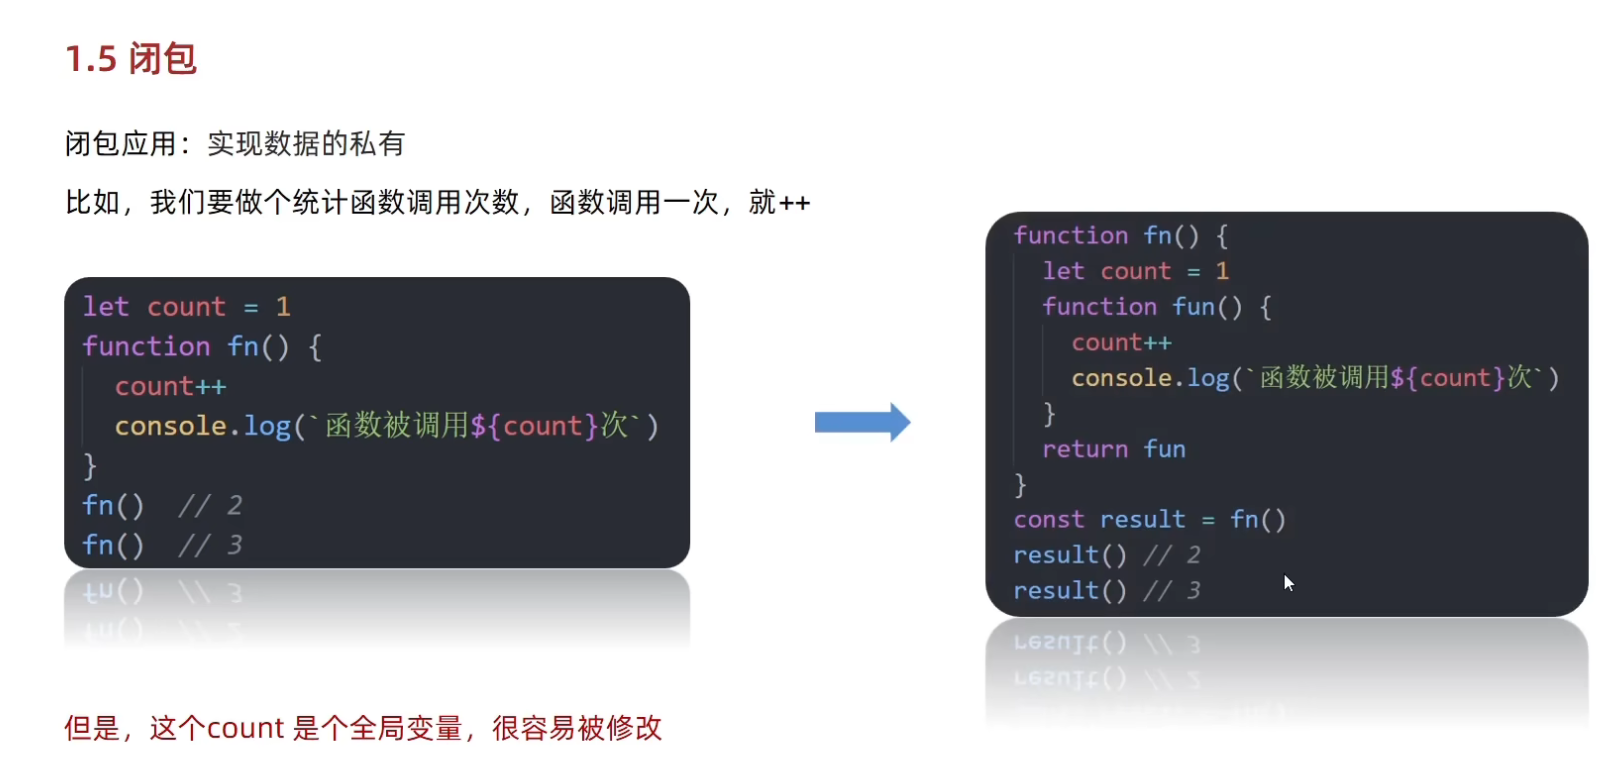 1.5 闭包
闭包应用：实现数据的私有
比如，我们要做个统计函数调用次数，函数调用一次，就++
let count = 1
function fn() {
count++
console.log(`函数被调用${count}次`)
}
fn() // 2
fn() // 3
但是，这个count 是个全局变量，很容易被修改
function fn() {
let count = 1
function fun() {
count++
console.log(`函数被调用${count}次`)
}
return fun
}
const result = fn()
result() // 2
result() // 3